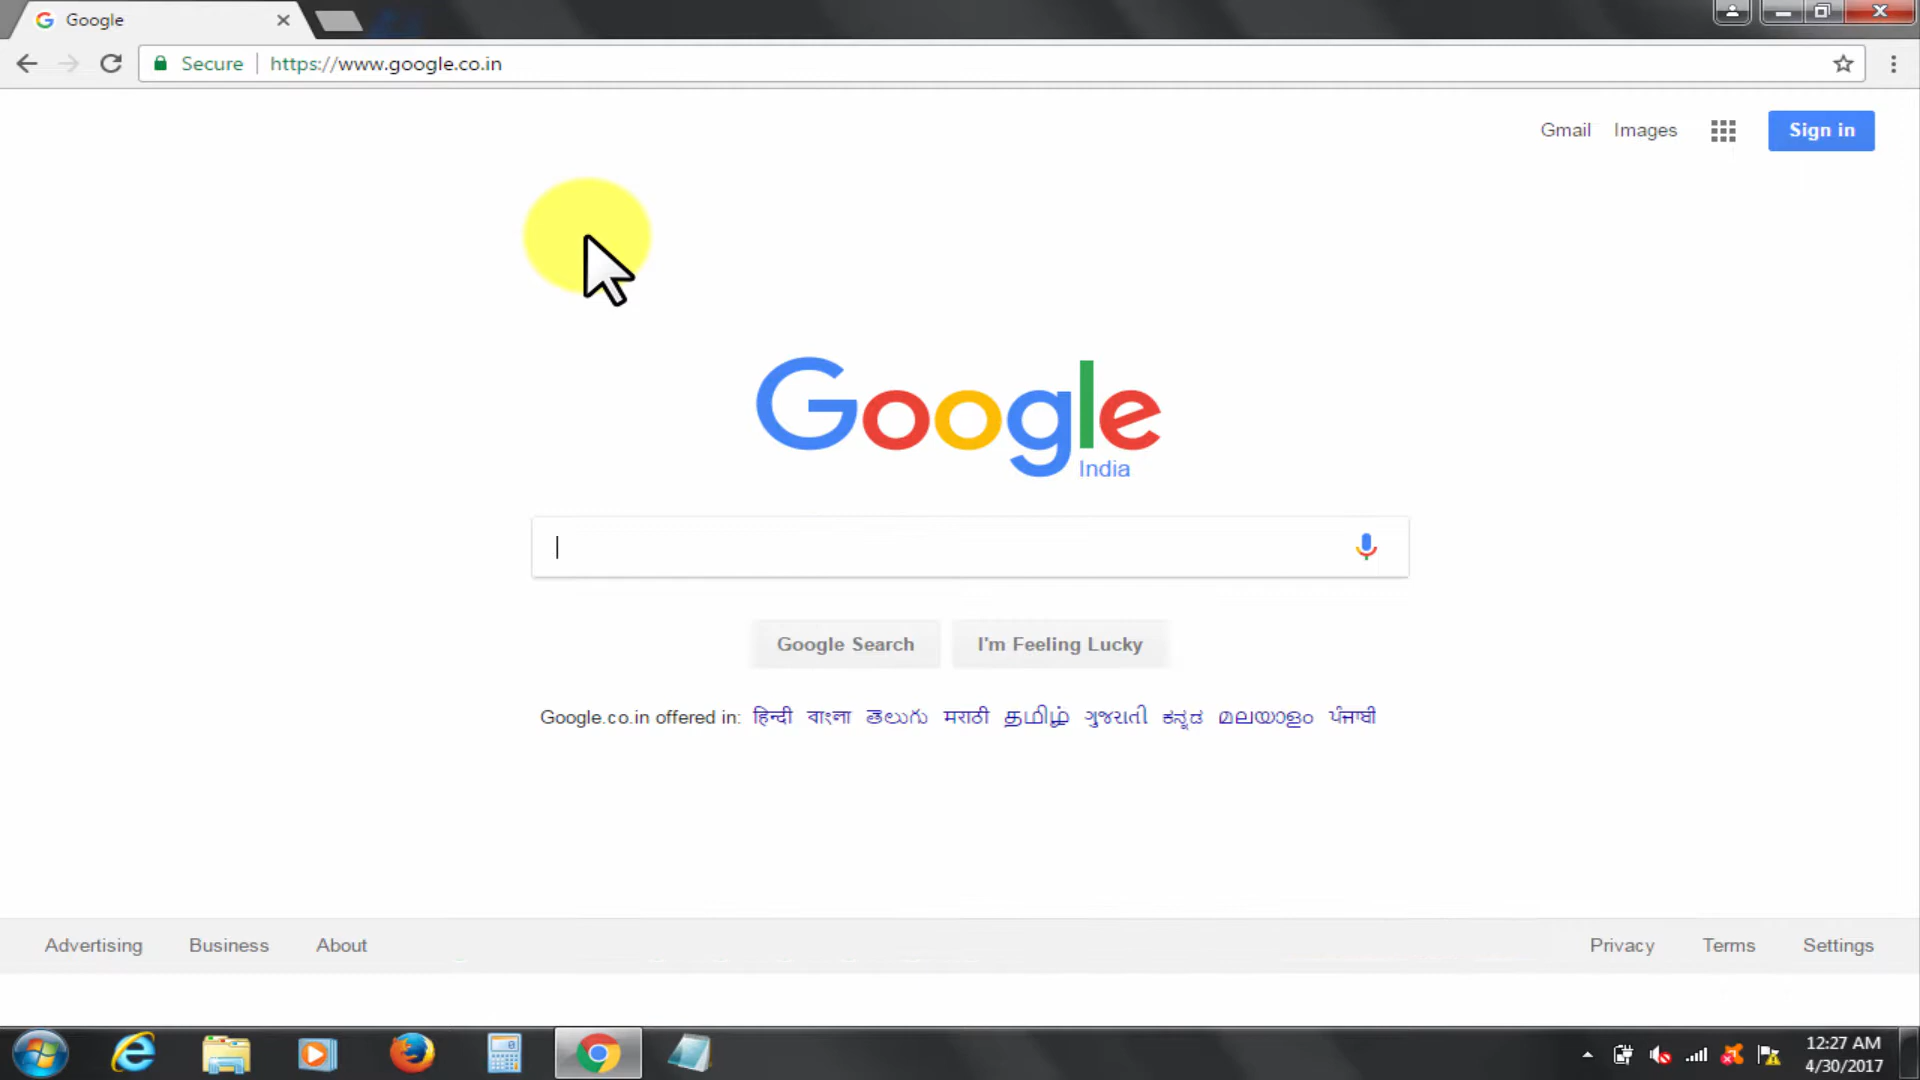 Google
Secure https://www.google.co.in
Gmail Images Sign in
Google
India
Google Search I'm Feeling Lucky
Google.co.in offered in: हिन्दी বাংলা తెలుగు मराठी தமிழ் ગુજરાતી ಕನ್ನಡ മലയാളം ਪੰਜਾਬੀ
Advertising Business About Privacy Terms Settings
12:27 AM
4/30/2017